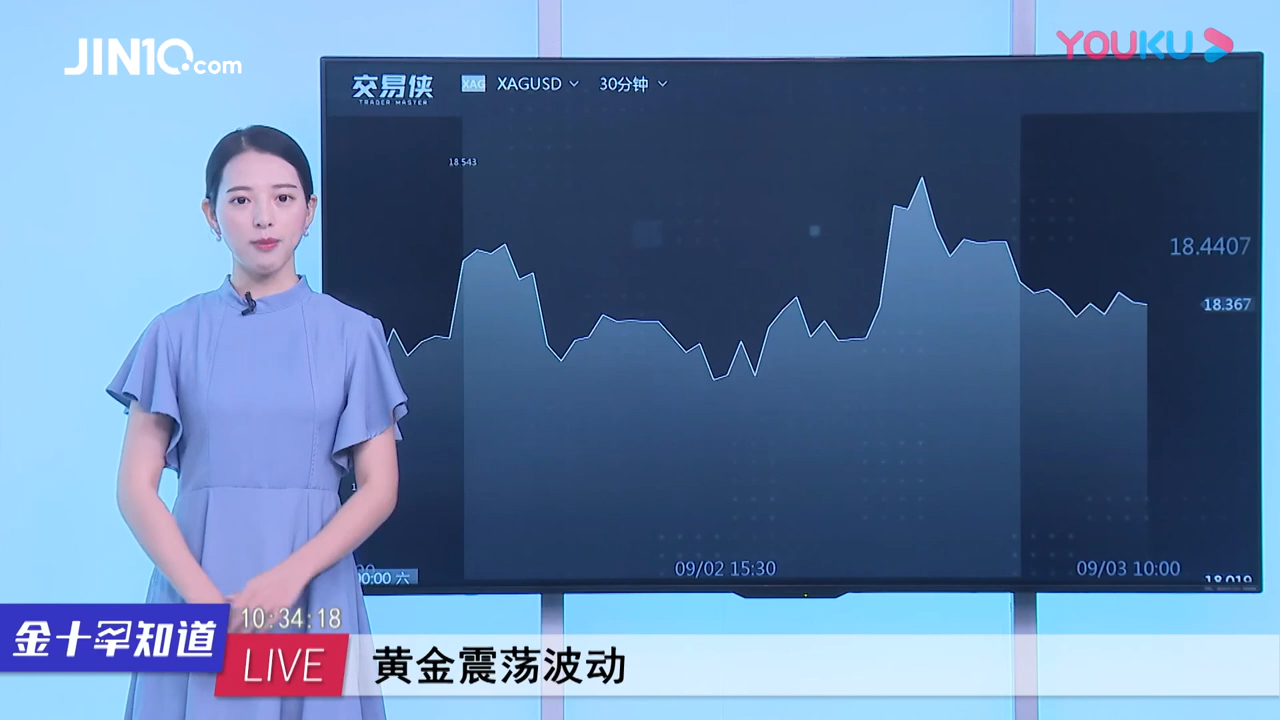 JIN10.com
YOUKU
交易侠
TRADER MASTER
XAG XAGUSD 30分钟
18.543
18.4407
18.367
09/02 15:30
09/03 10:00
18.019
00:00 六
10:34:18
金十早知道
LIVE
黄金震荡波动